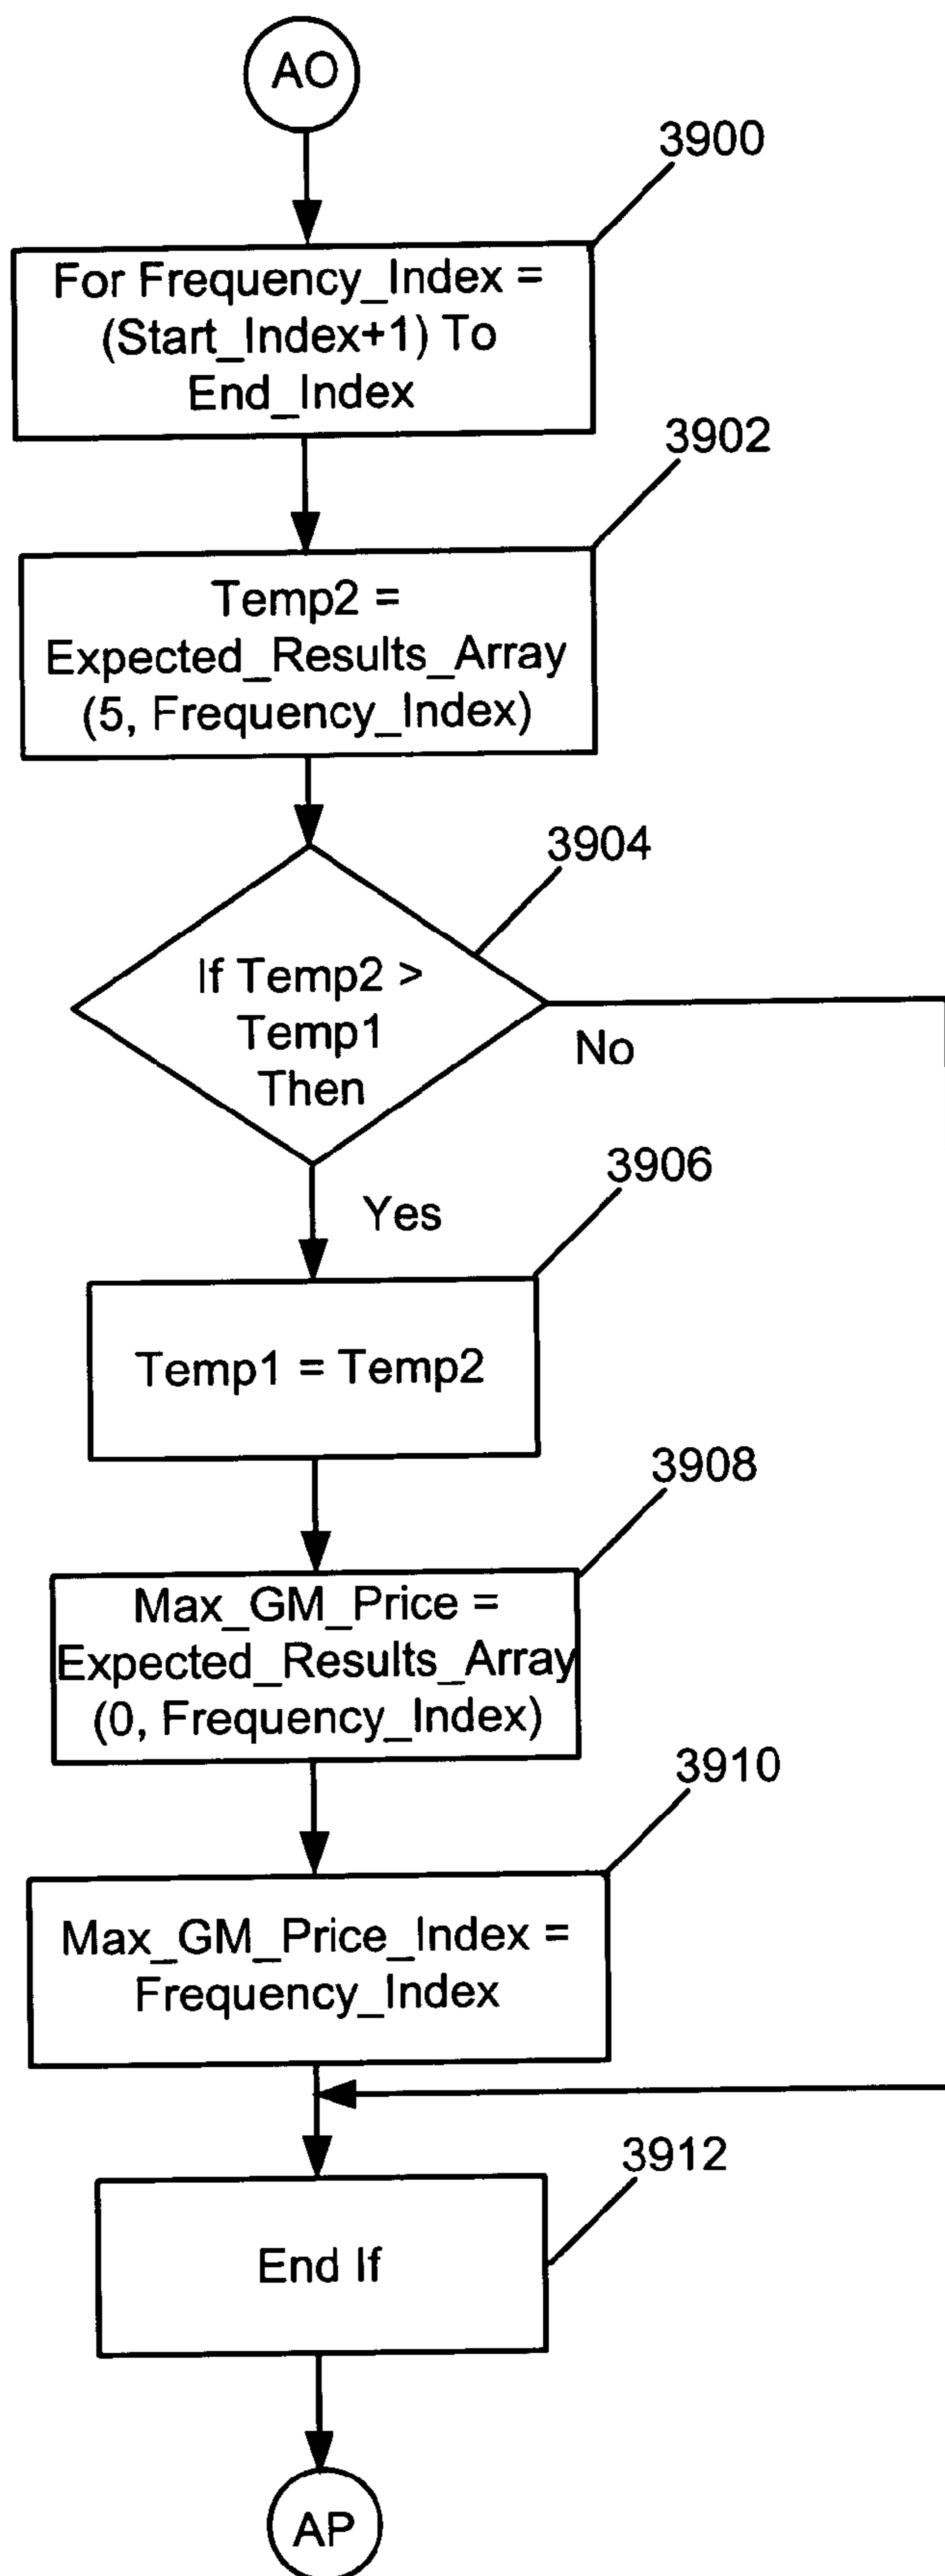 AO
3900
For Frequency_Index =
(Start_Index+1) To
End_Index
3902
Temp2 =
Expected_Results_Array
(5, Frequency_Index)
3904
If Temp2 >
Temp1
Then
No
Yes
3906
Temp1 = Temp2
3908
Max_GM_Price =
Expected_Results_Array
(0, Frequency_Index)
3910
Max_GM_Price_Index =
Frequency_Index
3912
End If
AP